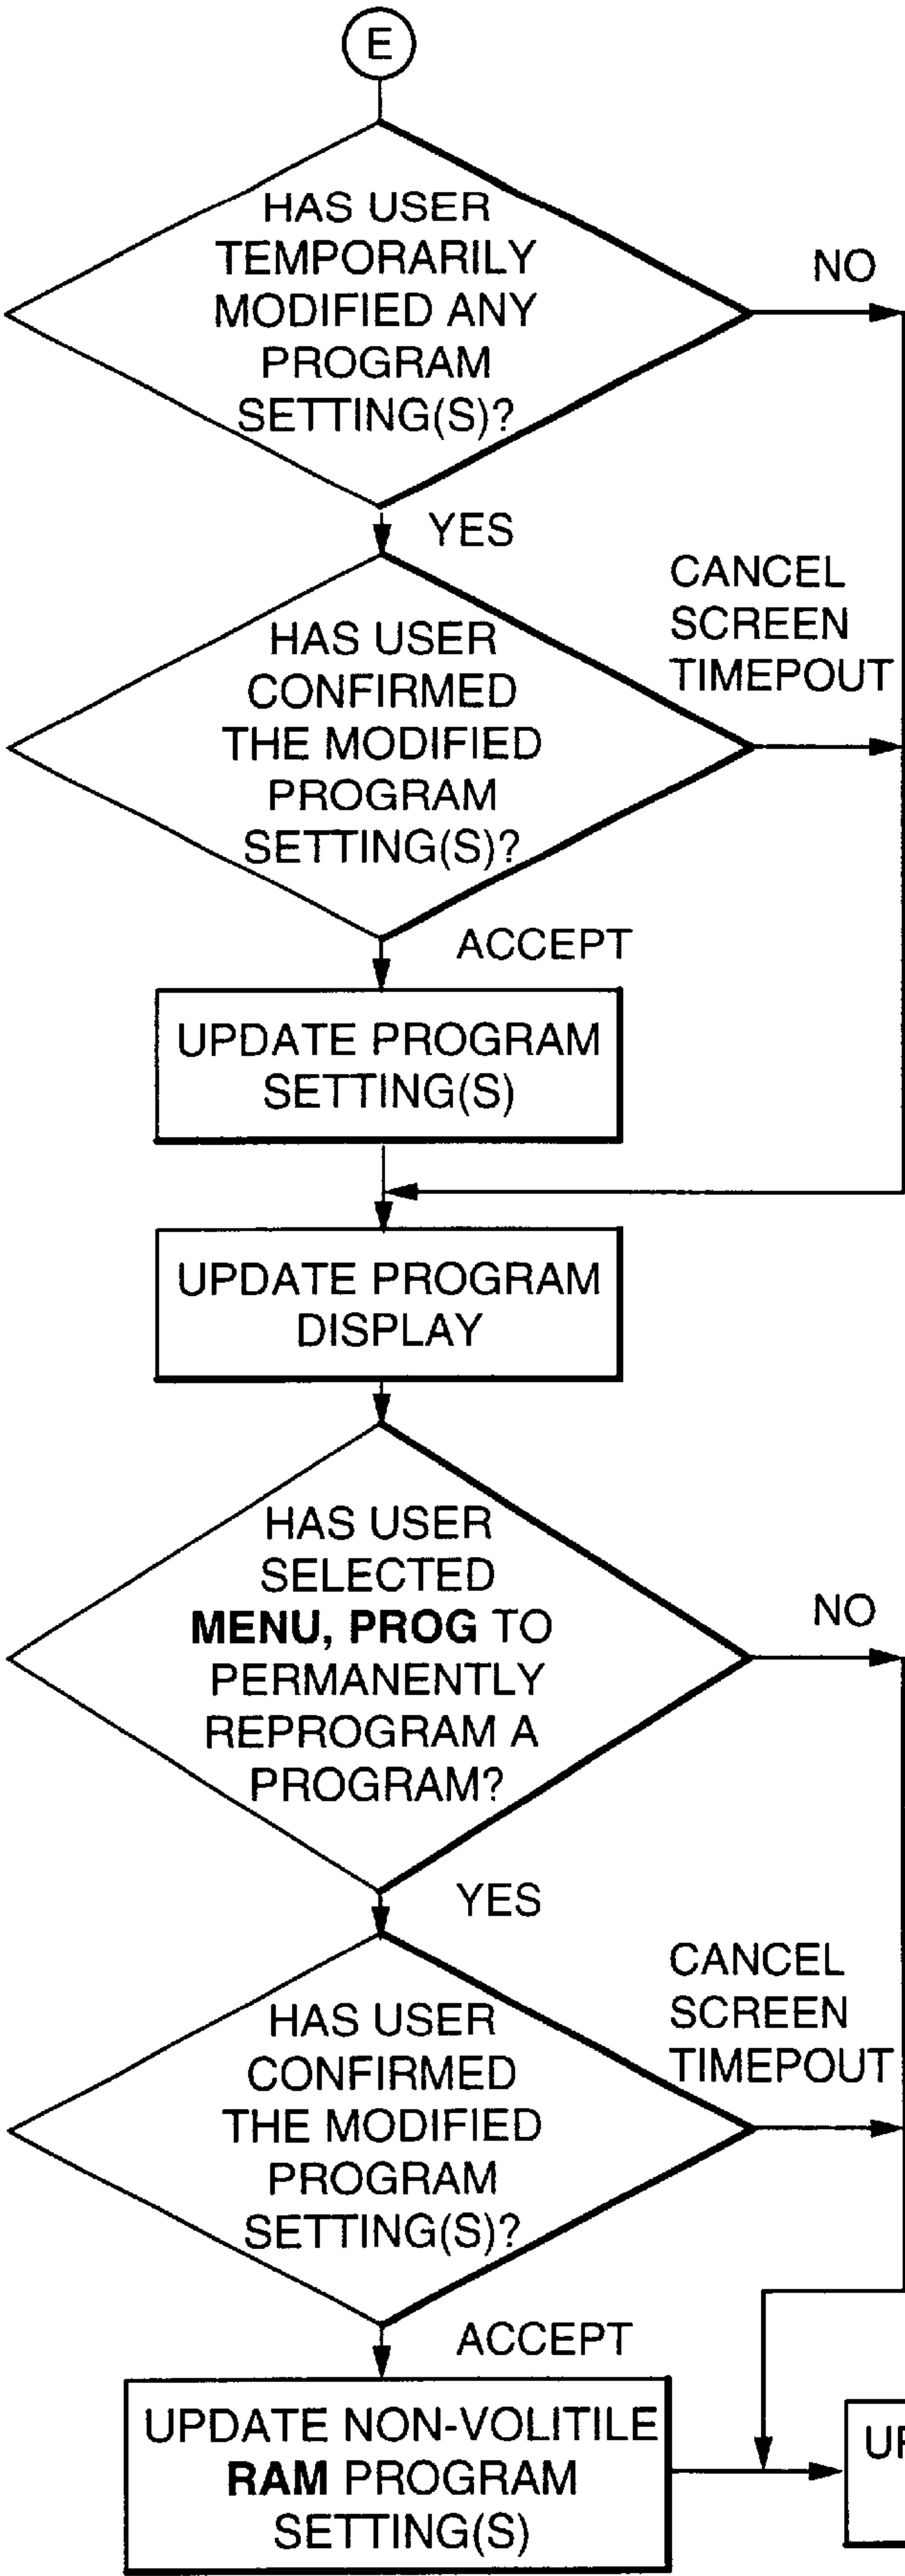 E
HAS USER
TEMPORARILY
MODIFIED ANY
PROGRAM
SETTING(S)?
NO
YES
HAS USER
CONFIRMED
THE MODIFIED
PROGRAM
SETTING(S)?
CANCEL
SCREEN
TIMEPOUT
ACCEPT
UPDATE PROGRAM
SETTING(S)
UPDATE PROGRAM
DISPLAY
HAS USER
SELECTED
MENU, PROG TO
PERMANENTLY
REPROGRAM A
PROGRAM?
NO
YES
HAS USER
CONFIRMED
THE MODIFIED
PROGRAM
SETTING(S)?
CANCEL
SCREEN
TIMEPOUT
ACCEPT
UPDATE NON-VOLITILE
RAM PROGRAM
SETTING(S)